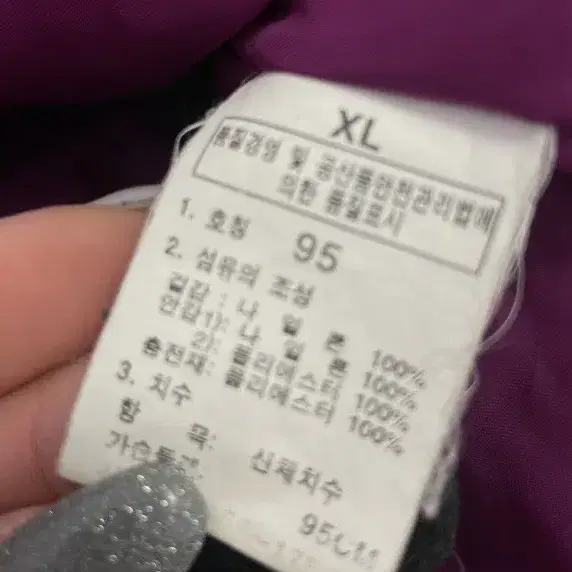 XL
품질경영 및 공산품안전관리법에
의한 품질표시
1. 호칭 95
2. 섬유의 조성
겉감 : 나 일 론 100%
안감1): 나 일 론 100%
2): 폴리에스터 100%
충전재: 폴리에스터 100%
3. 치수
항 목: 신체치수
가슴둘레: 95㎝